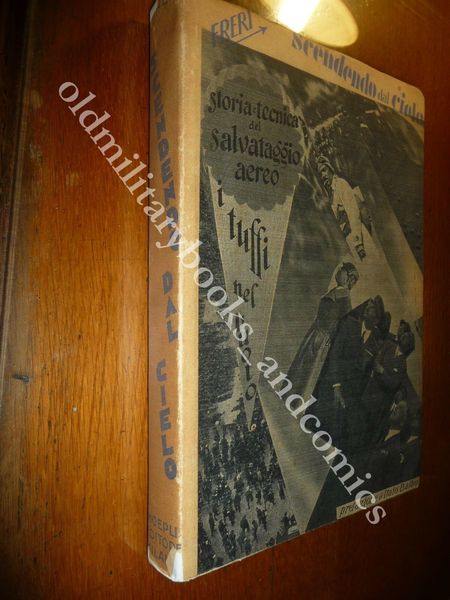 FRERI
Scendendo dal Cielo
Storia=tecnica
del
Salvataggio
aereo
i tuffi
nel
SCENDENDO DAL CIELO
HOEPLI
EDITORE
oldmilitarybooks_andcomics